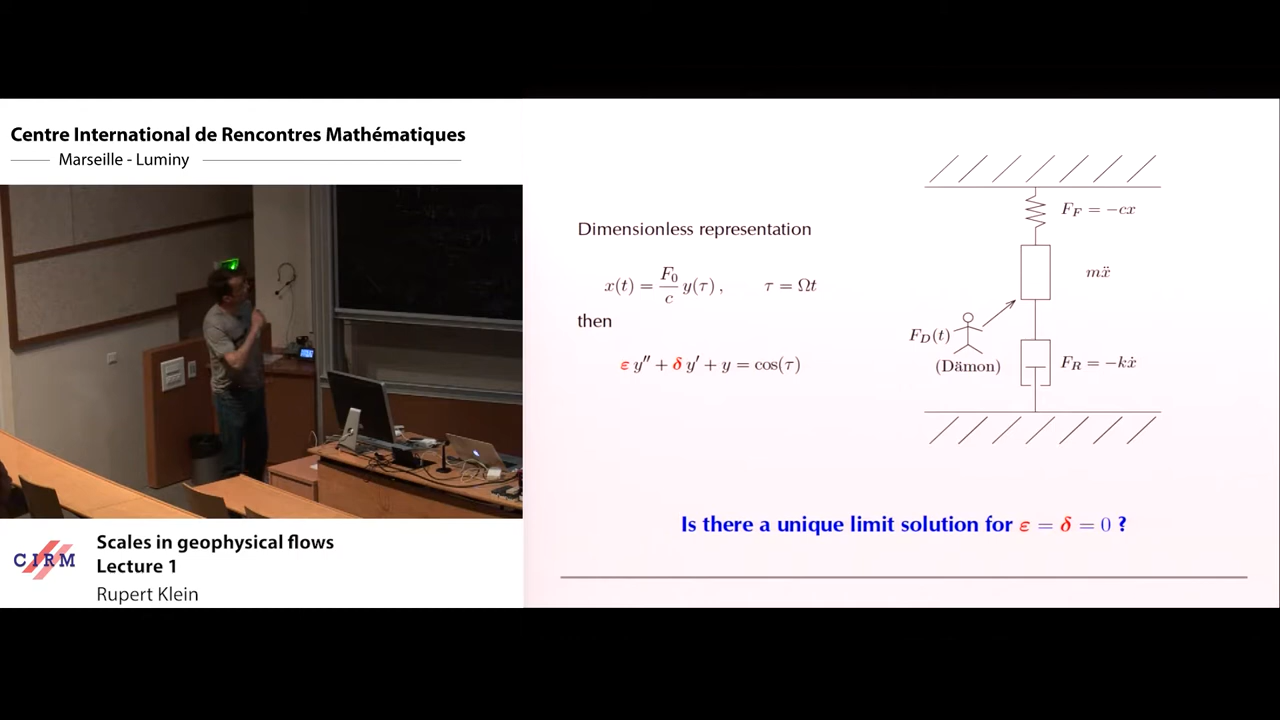 Centre International de Rencontres Mathématiques
Marseille - Luminy
Dimensionless representation
x(t) = F₀/c y(τ) , τ = Ωt
then
ε y″ + δ y′ + y = cos(τ)
F_F = −cx
mẍ
F_D(t)
(Dämon)
F_R = −kẋ
Is there a unique limit solution for ε = δ = 0 ?
CIRM
Scales in geophysical flows
Lecture 1
Rupert Klein